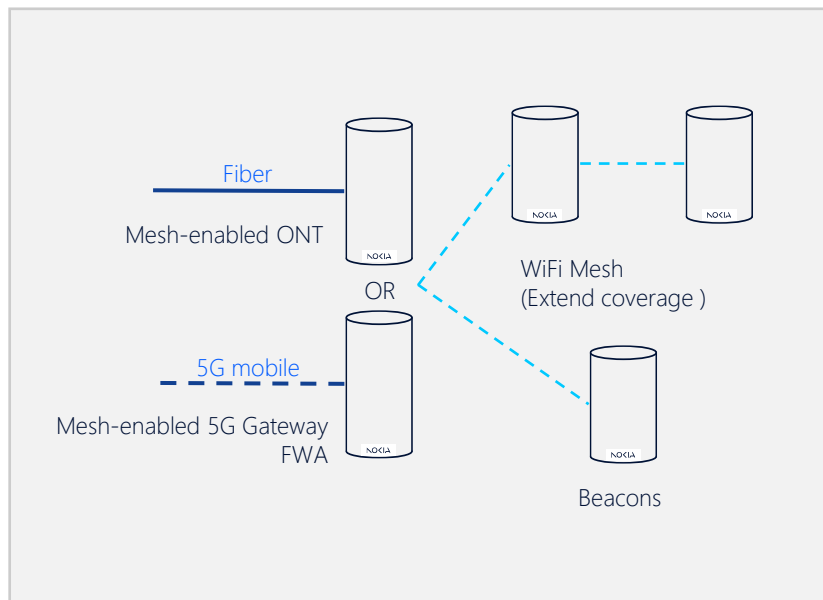 Fiber
Mesh-enabled ONT
NOKIA
OR
5G mobile
Mesh-enabled 5G Gateway
FWA
NOKIA
NOKIA
NOKIA
WiFi Mesh
(Extend coverage )
NOKIA
Beacons